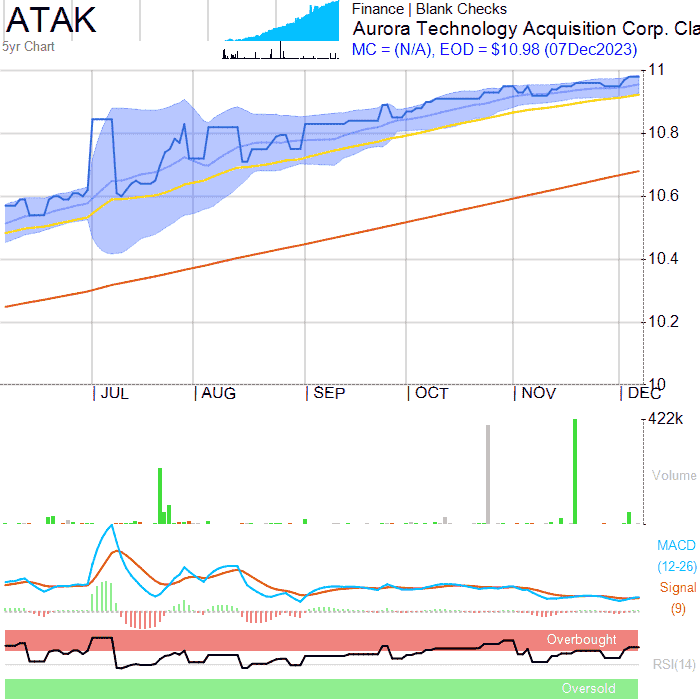 ATAK
5yr Chart
Finance | Blank Checks
Aurora Technology Acquisition Corp. Cla
MC = (N/A), EOD = $10.98 (07Dec2023)
11
10.8
10.6
10.4
10.2
10
JUL AUG SEP OCT NOV DEC
422k
Volume
MACD
(12-26)
Signal
(9)
Overbought
RSI(14)
Oversold